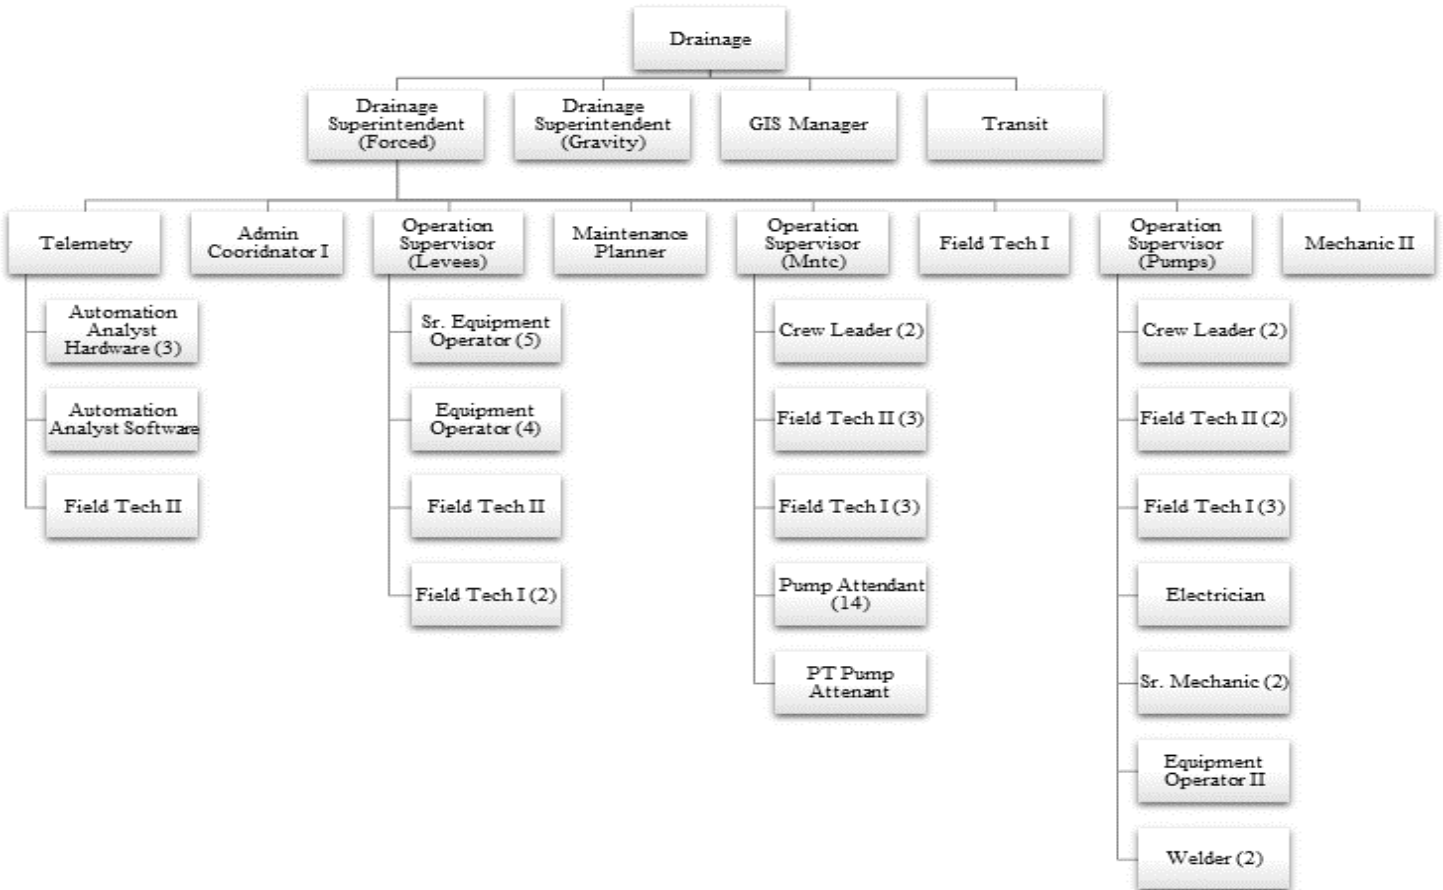 Drainage
Drainage
Superintendent
(Forced)
Drainage
Superintendent
(Gravity)
GIS Manager
Transit
Telemetry
Admin
Cooridnator I
Operation
Supervisor
(Levees)
Maintenance
Planner
Operation
Supervisor
(Mntc)
Field Tech I
Operation
Supervisor
(Pumps)
Mechanic II
Automation
Analyst
Hardware (3)
Automation
Analyst Software
Field Tech II
Sr. Equipment
Operator (5)
Equipment
Operator (4)
Field Tech II
Field Tech I (2)
Crew Leader (2)
Field Tech II (3)
Field Tech I (3)
Pump Attendant
(14)
PT Pump
Attenant
Crew Leader (2)
Field Tech II (2)
Field Tech I (3)
Electrician
Sr. Mechanic (2)
Equipment
Operator II
Welder (2)